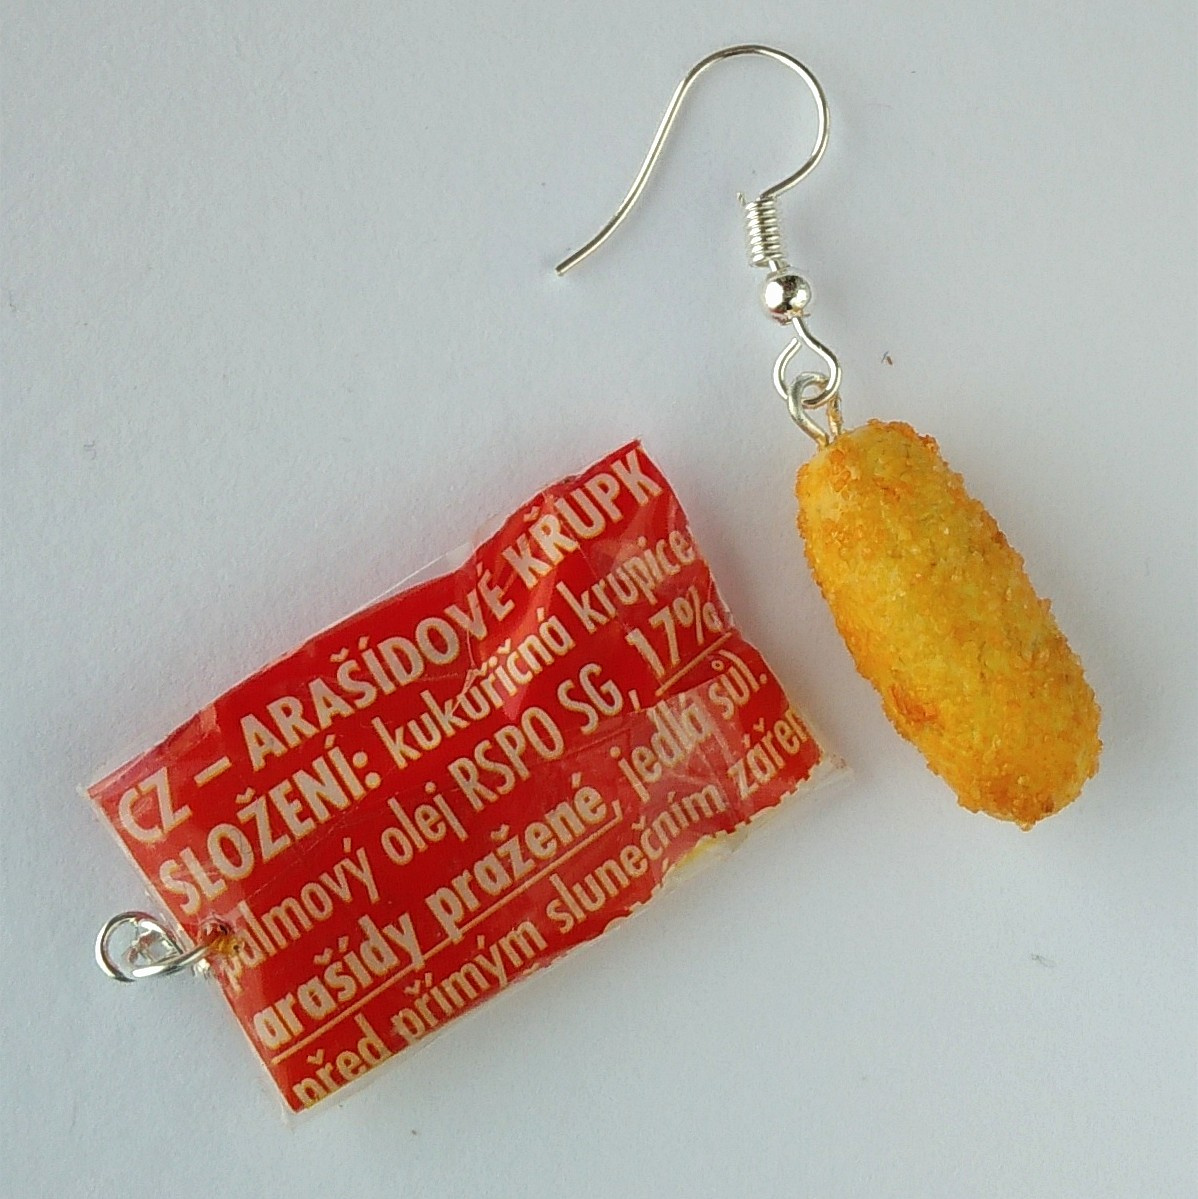 CZ – ARAŠÍDOVÉ KŘUPK
SLOŽENÍ: kukuřičná krupice,
palmový olej RSPO SG, 17%
arašídy pražené, jedlá sůl.
před přímým slunečním zářen